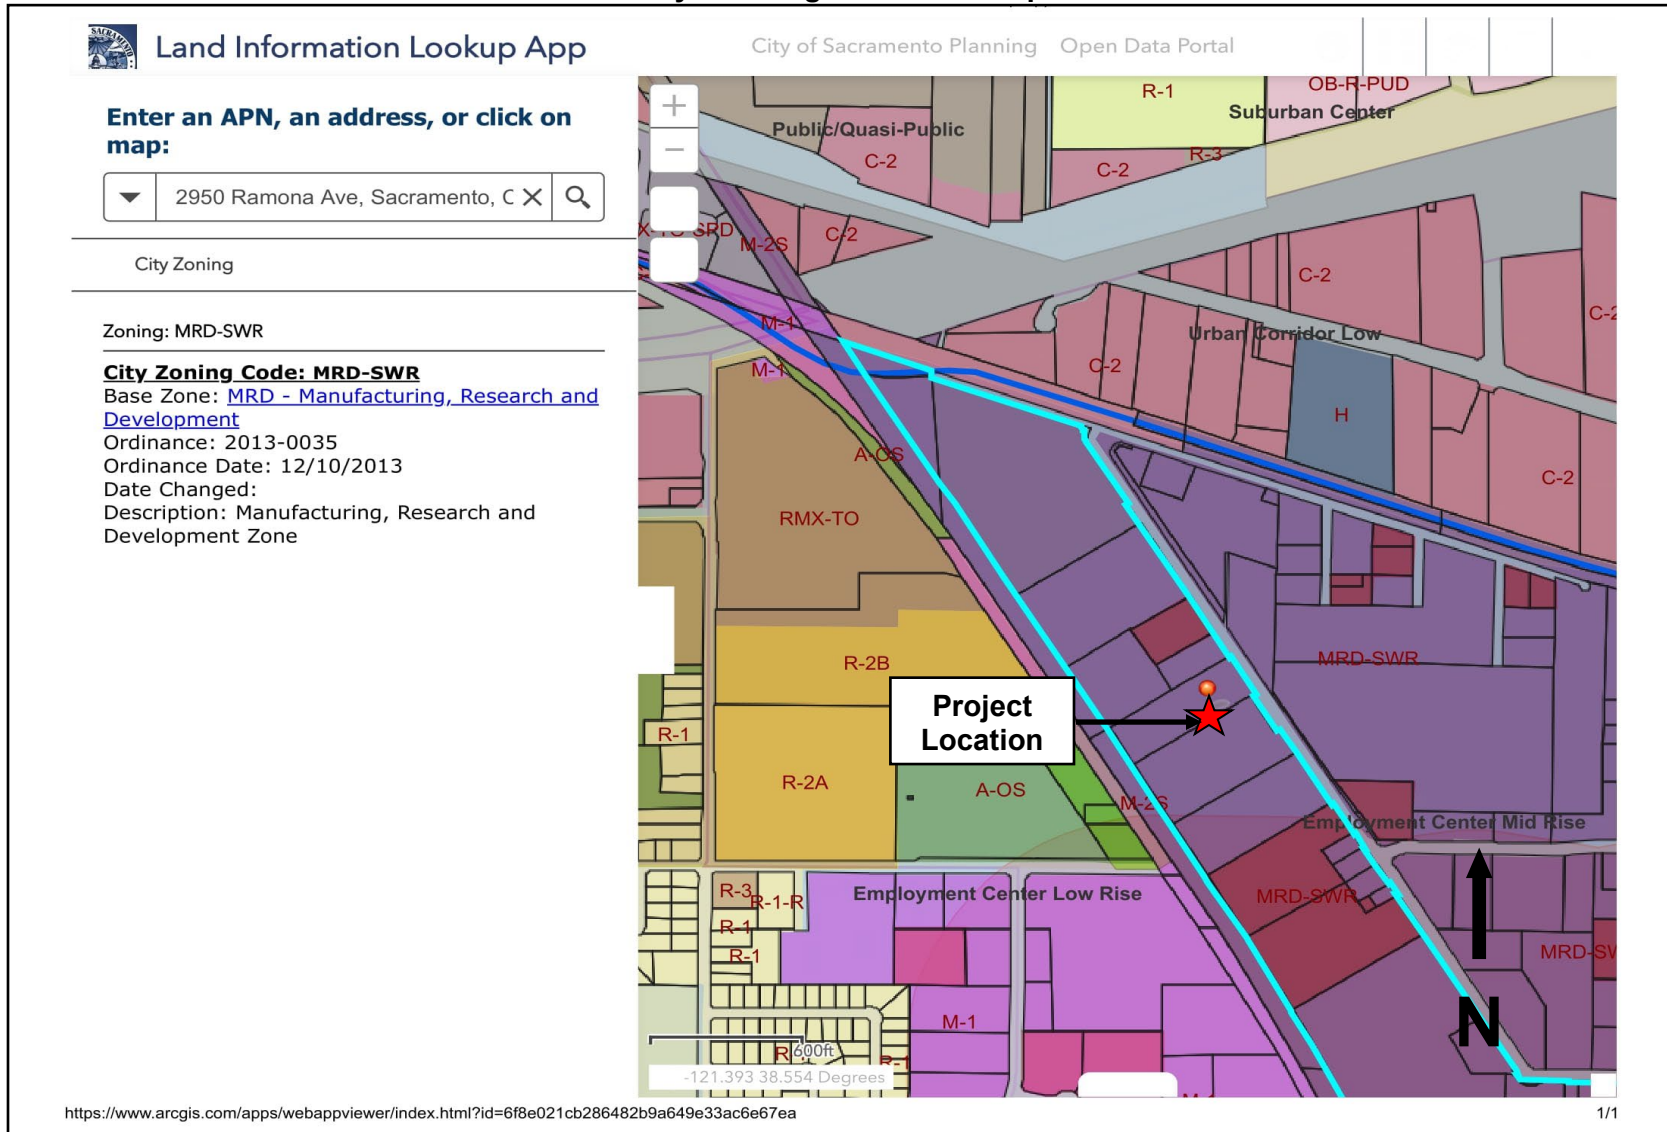 Land Information Lookup App
City of Sacramento Planning
Open Data Portal
Enter an APN, an address, or click on
map:
2950 Ramona Ave, Sacramento, C
City Zoning
Zoning: MRD-SWR
City Zoning Code: MRD-SWR
Base Zone: MRD - Manufacturing, Research and
Development
Ordinance: 2013-0035
Ordinance Date: 12/10/2013
Date Changed:
Description: Manufacturing, Research and
Development Zone
+
−
R-1
OB-R-PUD
Suburban Center
Public/Quasi-Public
C-2
C-2
R-3
SPD
M-2S
C-2
C-2
C-2
M-1
Urban Corridor Low
M-1
C-2
H
A-OS
C-2
RMX-TO
R-2B
MRD-SWR
Project
Location
R-1
R-2A
A-OS
M-2S
Employment Center Mid Rise
R-3
R-1-R
Employment Center Low Rise
MRD-SWR
R-1
R-1
MRD-SW
M-1
N
R
600ft
R-1
-121.393 38.554 Degrees
https://www.arcgis.com/apps/webappviewer/index.html?id=6f8e021cb286482b9a649e33ac6e67ea
1/1